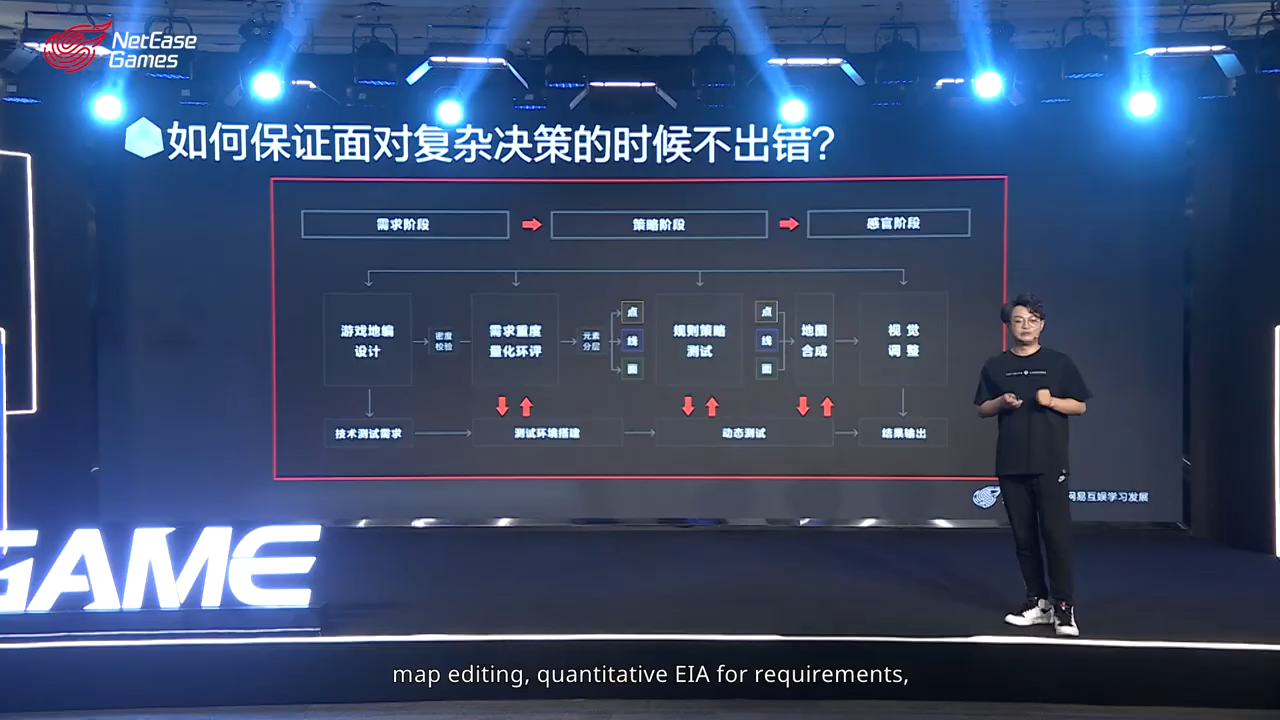 NetEase
Games
如何保证面对复杂决策的时候不出错?
需求阶段
策略阶段
感官阶段
游戏地编
设计
密度
校验
需求重度
量化环评
元素
分层
点
线
面
规则策略
测试
点
线
面
地图
合成
视 觉
调 整
技术测试需求
测试环境搭建
动态测试
结果输出
网易互娱学习发展
GAME
map editing, quantitative EIA for requirements,